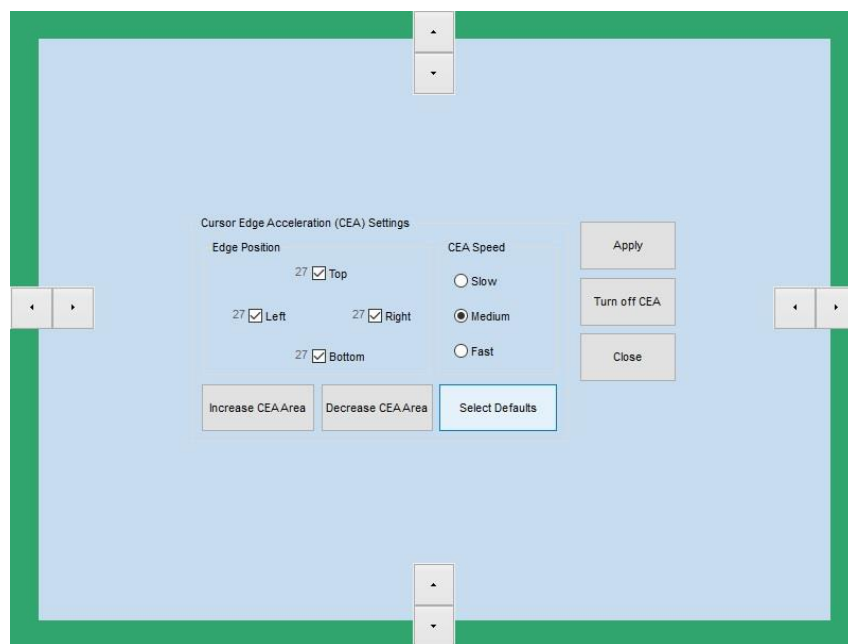 Cursor Edge Acceleration (CEA) Settings
Edge Position
CEA Speed
Apply
27 Top
Slow
27 Left
27 Right
Medium
Turn off CEA
27 Bottom
Fast
Close
Increase CEA Area
Decrease CEA Area
Select Defaults